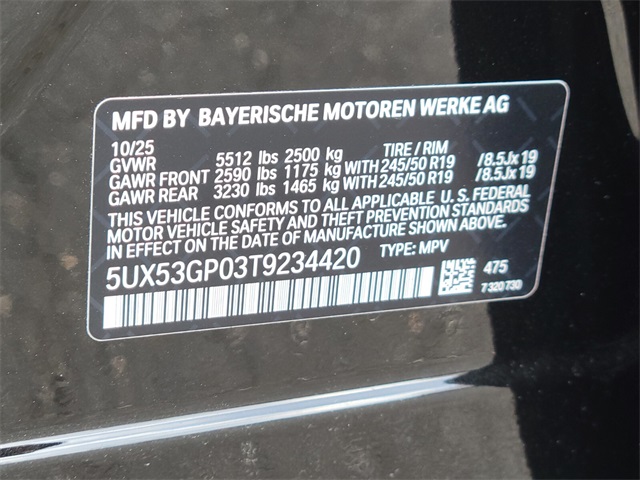 MFD BY BAYERISCHE MOTOREN WERKE AG
10/25 TIRE / RIM
GVWR 5512 lbs 2500 kg
GAWR FRONT 2590 lbs 1175 kg WITH 245/50 R19 /8.5Jx19
GAWR REAR 3230 lbs 1465 kg WITH 245/50 R19 /8.5Jx19
THIS VEHICLE CONFORMS TO ALL APPLICABLE U. S. FEDERAL
MOTOR VEHICLE SAFETY AND THEFT PREVENTION STANDARDS
IN EFFECT ON THE DATE OF MANUFACTURE SHOWN ABOVE.
5UX53GP03T9234420 TYPE: MPV
475
7320730